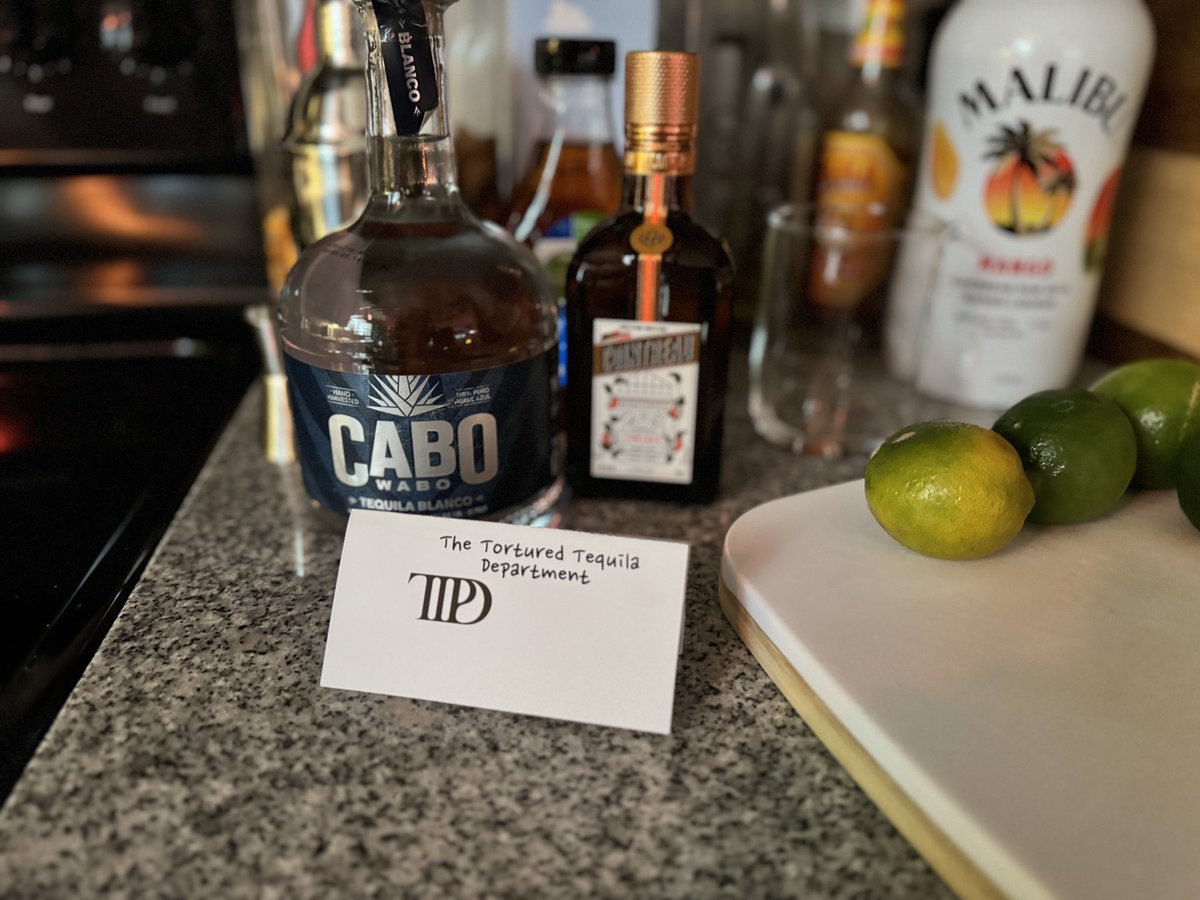 BLANCO
MALIBU
MANGO
HAND
HARVESTED
100% PURO
AGAVE AZUL
CABO
WABO
TEQUILA BLANCO
COINTREAU
The Tortured Tequila
Department
TTPD